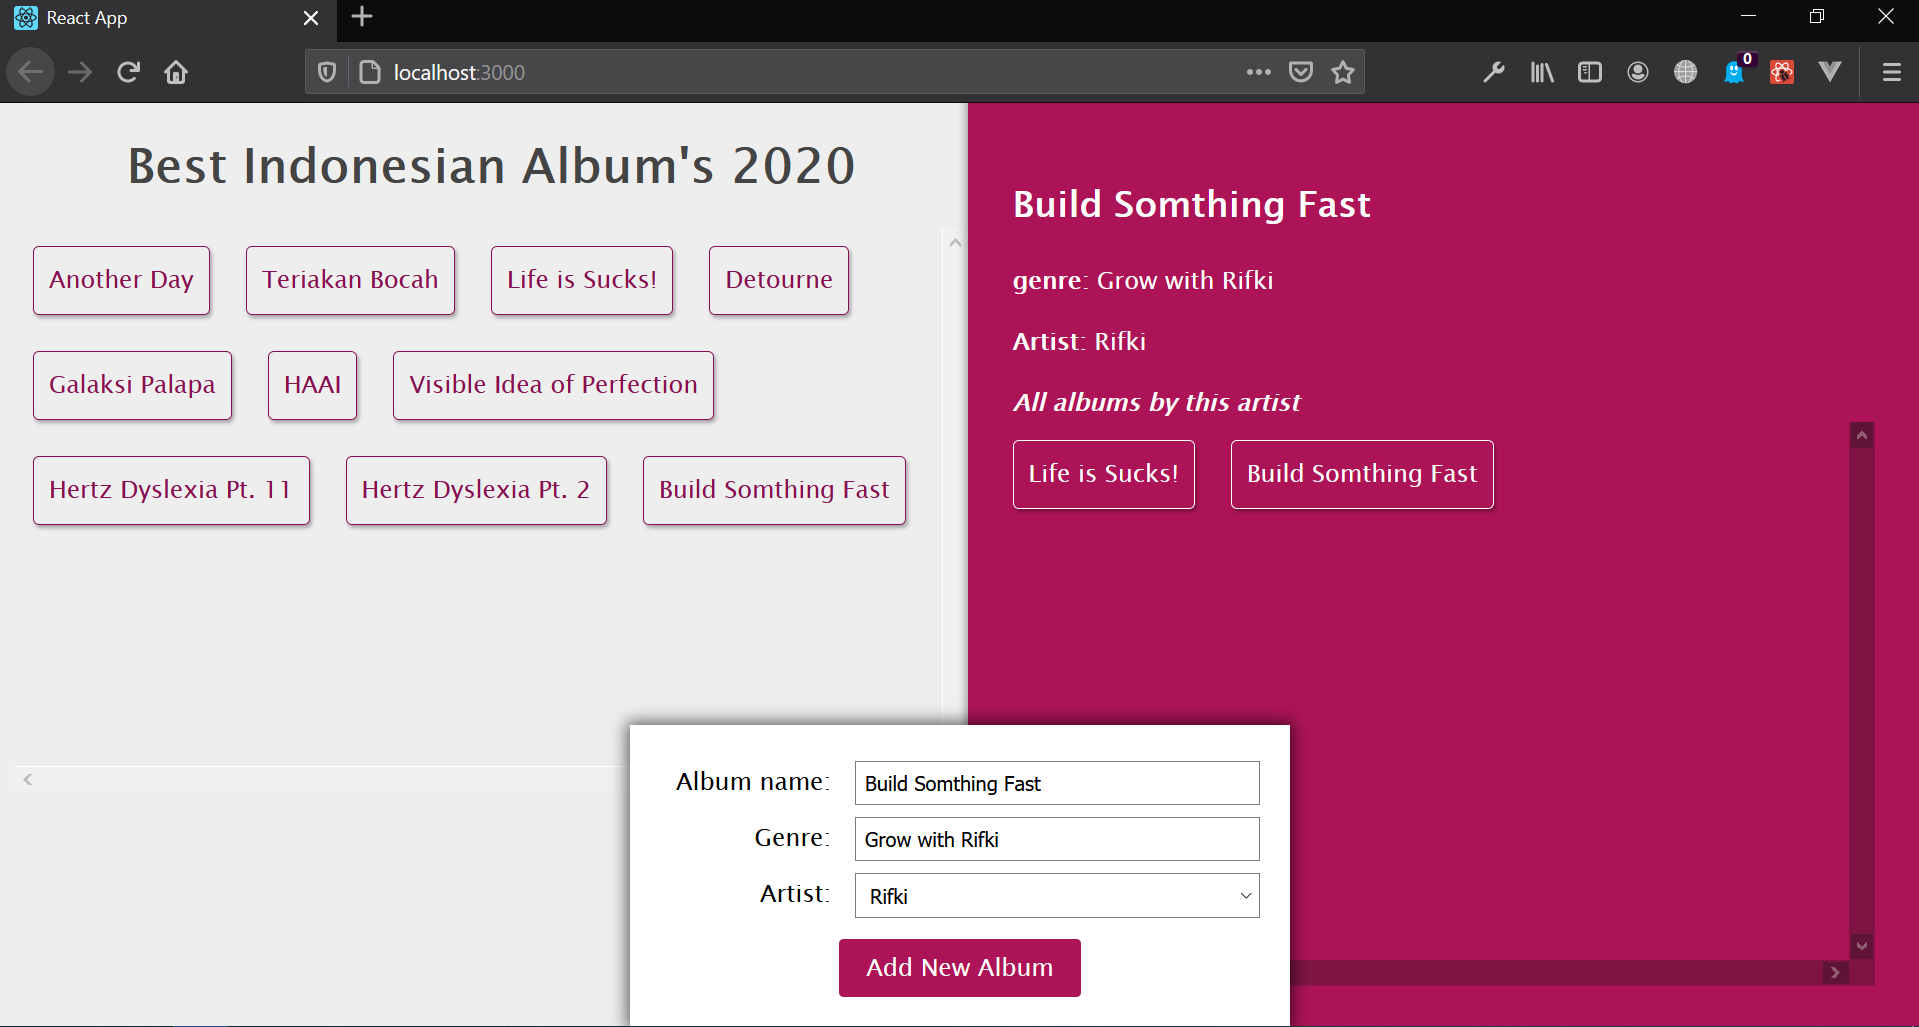 React App
localhost:3000
0
Best Indonesian Album's 2020
Another Day
Teriakan Bocah
Life is Sucks!
Detourne
Galaksi Palapa
HAAI
Visible Idea of Perfection
Hertz Dyslexia Pt. 11
Hertz Dyslexia Pt. 2
Build Somthing Fast
Build Somthing Fast
genre: Grow with Rifki
Artist: Rifki
All albums by this artist
Life is Sucks!
Build Somthing Fast
Album name: Build Somthing Fast
Genre: Grow with Rifki
Artist: Rifki
Add New Album